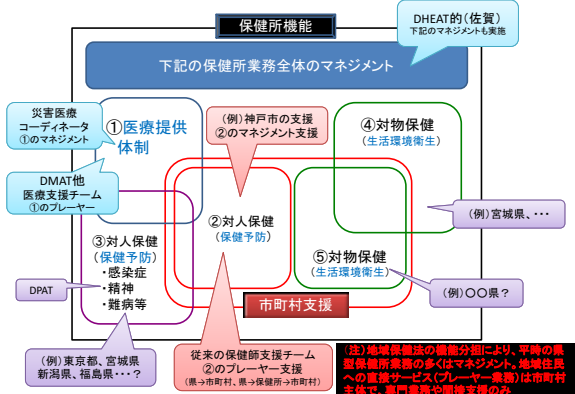 保健所機能
DHEAT的（佐賀）
下記のマネジメントも実施
下記の保健所業務全体のマネジメント
災害医療
コーディネータ
①のマネジメント
①医療提供
体制
（例）神戸市の支援
②のマネジメント支援
④対物保健
（生活環境衛生）
DMAT他
医療支援チーム
①のプレーヤー
②対人保健
（保健予防）
（例）宮城県、・・・
③対人保健
（保健予防）
・感染症
・精神
・難病等
⑤対物保健
（生活環境衛生）
DPAT
市町村支援
（例）〇〇県？
（例）東京都、宮城県
新潟県、福島県・・・？
従来の保健師支援チーム
②のプレーヤー支援
（県→市町村、県→保健所→市町村）
（注）地域保健法の機能分担により、平時の県
型保健所業務の多くはマネジメント。地域住民
への直接サービス（プレーヤー業務）は市町村
主体で、専門業務や間接支援のみ